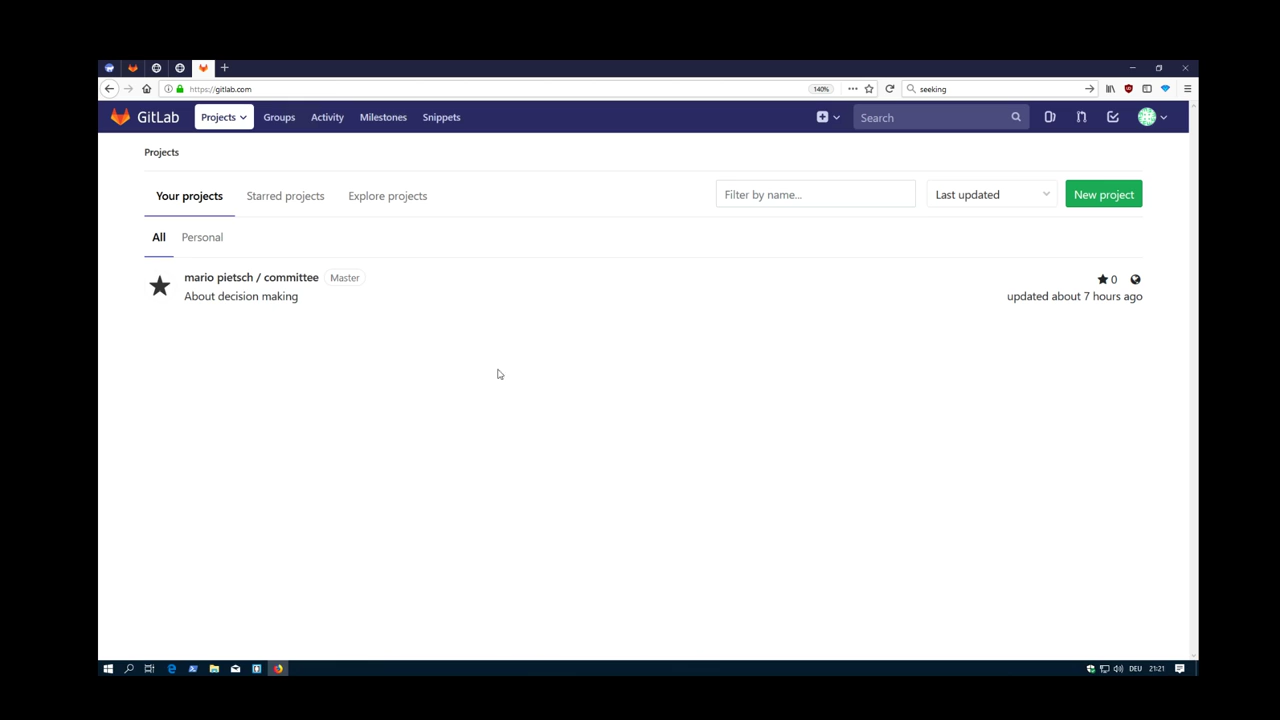 https://gitlab.com
140%
seeking
GitLab
Projects
Groups
Activity
Milestones
Snippets
Search
Projects
Your projects
Starred projects
Explore projects
Filter by name...
Last updated
New project
All
Personal
mario pietsch / committee
Master
0
About decision making
updated about 7 hours ago
DEU
21:21